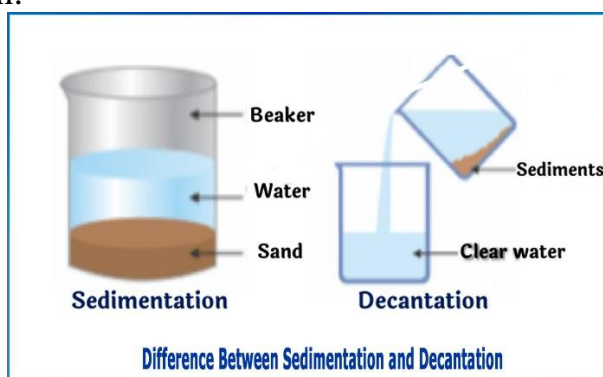 Beaker
Water
Sand
Sedimentation
Sediments
Clear water
Decantation
Difference Between Sedimentation and Decantation